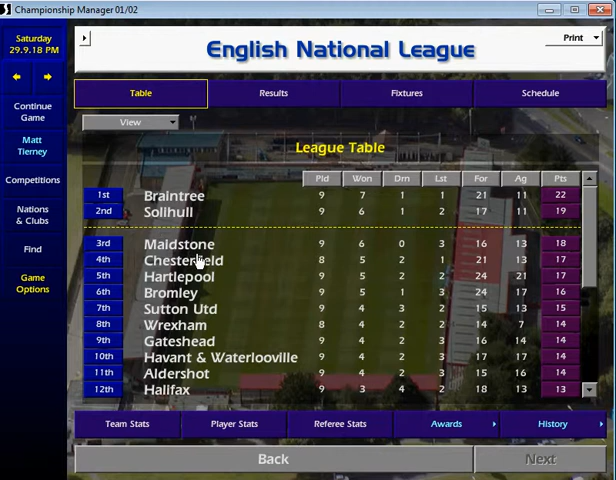 Championship Manager 01/02
Saturday
29.9.18 PM
Continue
Game
Matt
Tierney
Competitions
Nations
& Clubs
Find
Game
Options
English National League
Print
Table Results Fixtures Schedule
View
League Table
Pld Won Drn Lst For Ag Pts
1st Braintree 9 7 1 1 21 11 22
2nd Solihull 9 6 1 2 17 11 19
3rd Maidstone 9 6 0 3 16 13 18
4th Chesterfield 8 5 2 1 21 13 17
5th Hartlepool 9 5 2 2 24 21 17
6th Bromley 9 5 1 3 24 17 16
7th Sutton Utd 9 4 3 2 15 13 15
8th Wrexham 8 4 2 2 14 7 14
9th Gateshead 9 4 2 3 16 14 14
10th Havant & Waterlooville 9 4 2 3 17 17 14
11th Aldershot 9 4 2 3 15 16 14
12th Halifax 9 3 4 2 18 13 13
Team Stats Player Stats Referee Stats Awards History
Back Next